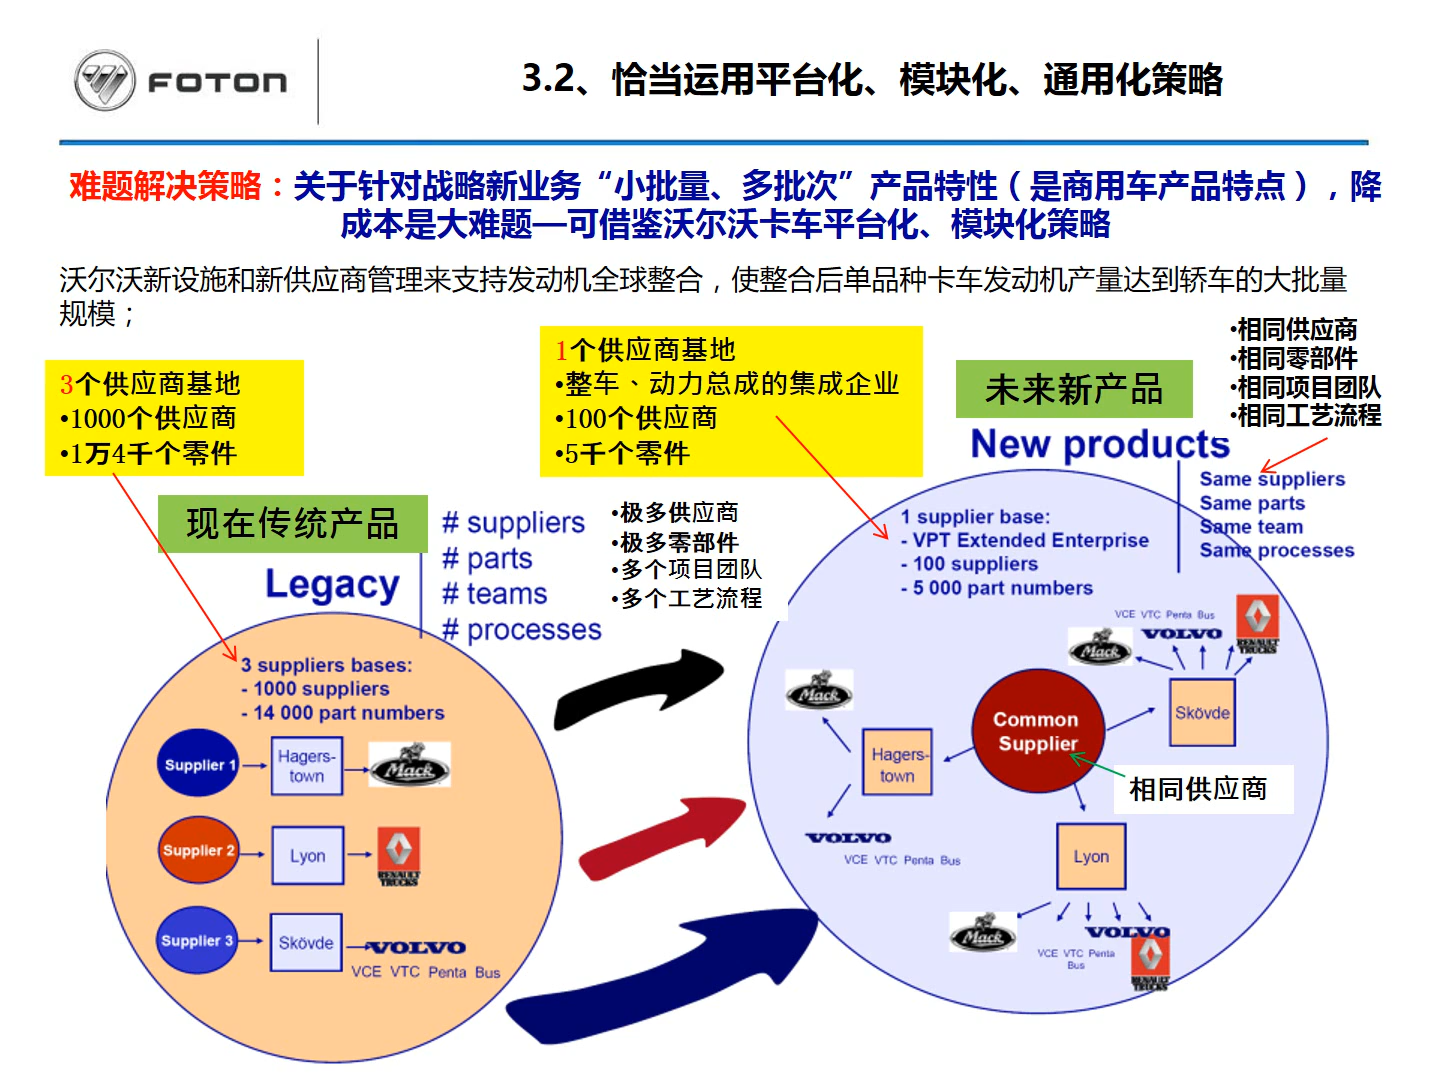 FOTON
3.2、恰当运用平台化、模块化、通用化策略
难题解决策略：关于针对战略新业务“小批量、多批次”产品特性（是商用车产品特点），降
成本是大难题—可借鉴沃尔沃卡车平台化、模块化策略
沃尔沃新设施和新供应商管理来支持发动机全球整合，使整合后单品种卡车发动机产量达到轿车的大批量
规模；
3个供应商基地
•1000个供应商
•1万4千个零件
1个供应商基地
•整车、动力总成的集成企业
•100个供应商
•5千个零件
未来新产品
•相同供应商
•相同零部件
•相同项目团队
•相同工艺流程
New products
Same suppliers
Same parts
Same team
Same processes
现在传统产品
Legacy
# suppliers
# parts
# teams
# processes
•极多供应商
•极多零部件
•多个项目团队
•多个工艺流程
3 suppliers bases:
- 1000 suppliers
- 14 000 part numbers
Supplier 1
Hagers-
town
Mack
Supplier 2
Lyon
RENAULT
TRUCKS
Supplier 3
Skövde
VOLVO
VCE VTC Penta Bus
1 supplier base:
- VPT Extended Enterprise
- 100 suppliers
- 5 000 part numbers
VCE VTC Penta Bus
VOLVO
Mack
RENAULT
TRUCKS
Skövde
Mack
Common
Supplier
Hagers-
town
相同供应商
VOLVO
VCE VTC Penta Bus
Lyon
Mack
VOLVO
VCE VTC Penta
Bus
RENAULT
TRUCKS